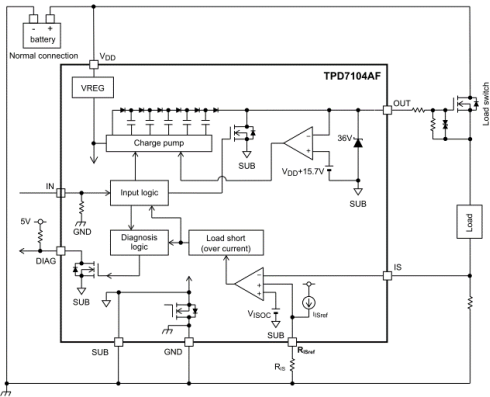 - +
battery
Normal connection
VDD
TPD7104AF
VREG
OUT
Load switch
Charge pump
36V
SUB
VDD+15.7V
SUB
IN
Input logic
GND
5V
Diagnosis
logic
Load short
(over current)
Load
DIAG
IS
SUB
VISOC
IISref
SUB
SUB
GND
RISref
RIS